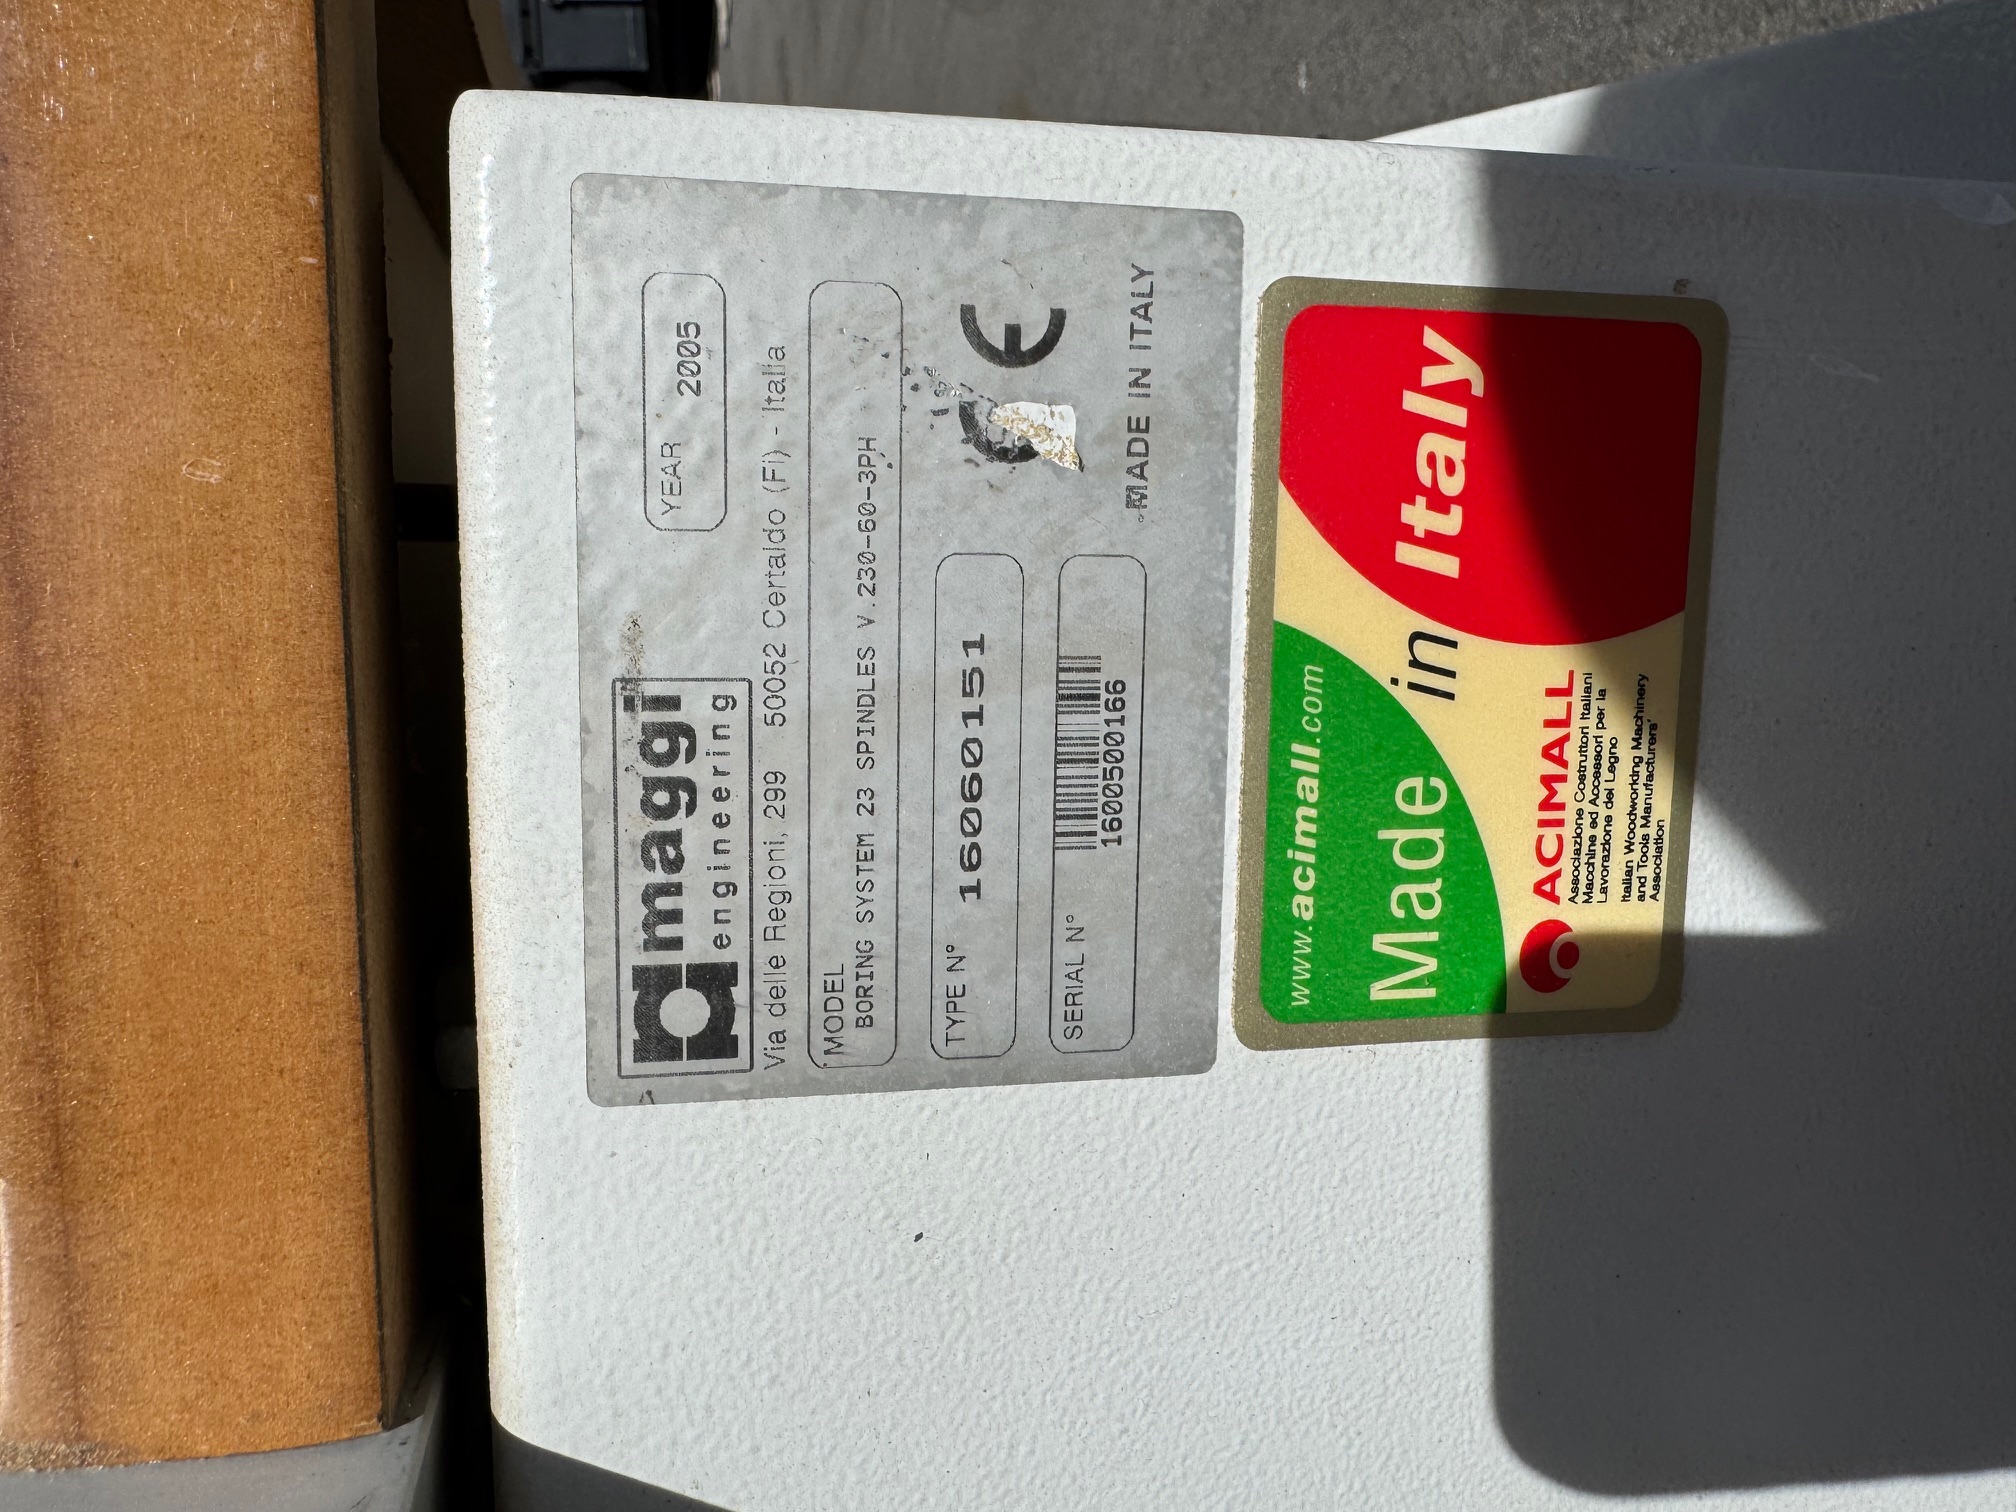 maggi
engineering
YEAR 2005
Via delle Regioni, 299 50052 Certaldo (Fi) - Italia
MODEL
BORING SYSTEM 23 SPINDLES V.230-60-3PH
TYPE N° 16060151
CE
SERIAL N°
1600500166
MADE IN ITALY
www.acimall.com
Made in Italy
ACIMALL
Associazione Costruttori Italiani
Macchine ed Accessori per la
Lavorazione del Legno
Italian Woodworking Machinery
and Tools Manufacturers'
Association